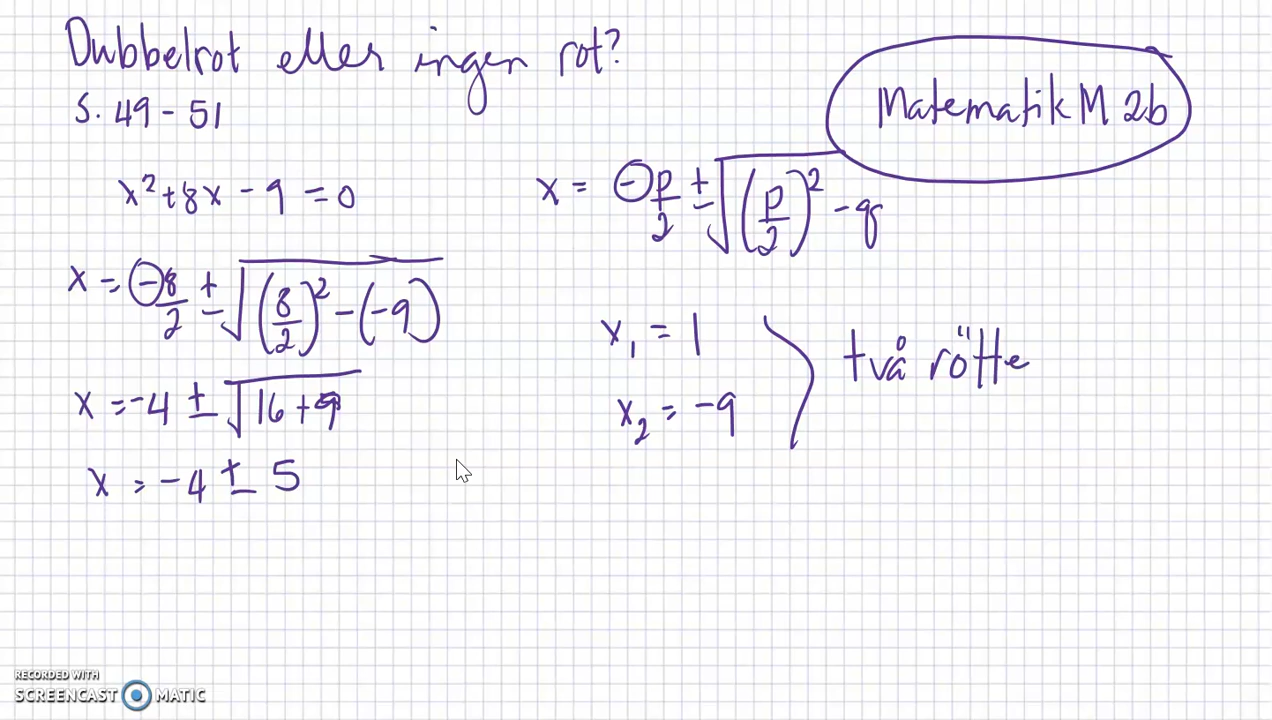 Dubbelrot eller ingen rot?
s. 49 - 51
Matematik M 2b
x² + 8x - 9 = 0
x = -p/2 ± √((p/2)² - q)
x = -8/2 ± √((8/2)² - (-9))
x = -4 ± √(16 + 9)
x = -4 ± 5
x₁ = 1
x₂ = -9
två rötte
RECORDED WITH
SCREENCAST MATIC